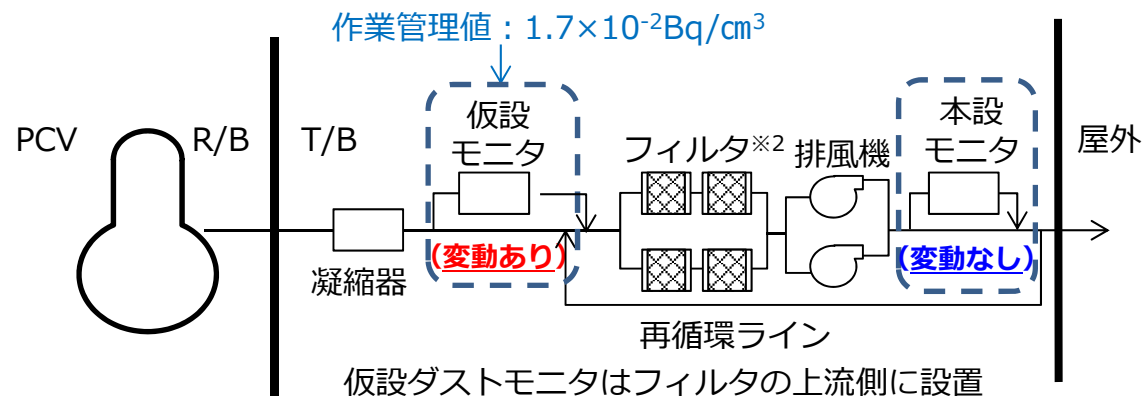 作業管理値：1.7×10⁻²Bq/㎝³
PCV
R/B
T/B
仮設
モニタ
フィルタ※2
排風機
本設
モニタ
屋外
凝縮器
（変動あり）
（変動なし）
再循環ライン
仮設ダストモニタはフィルタの上流側に設置